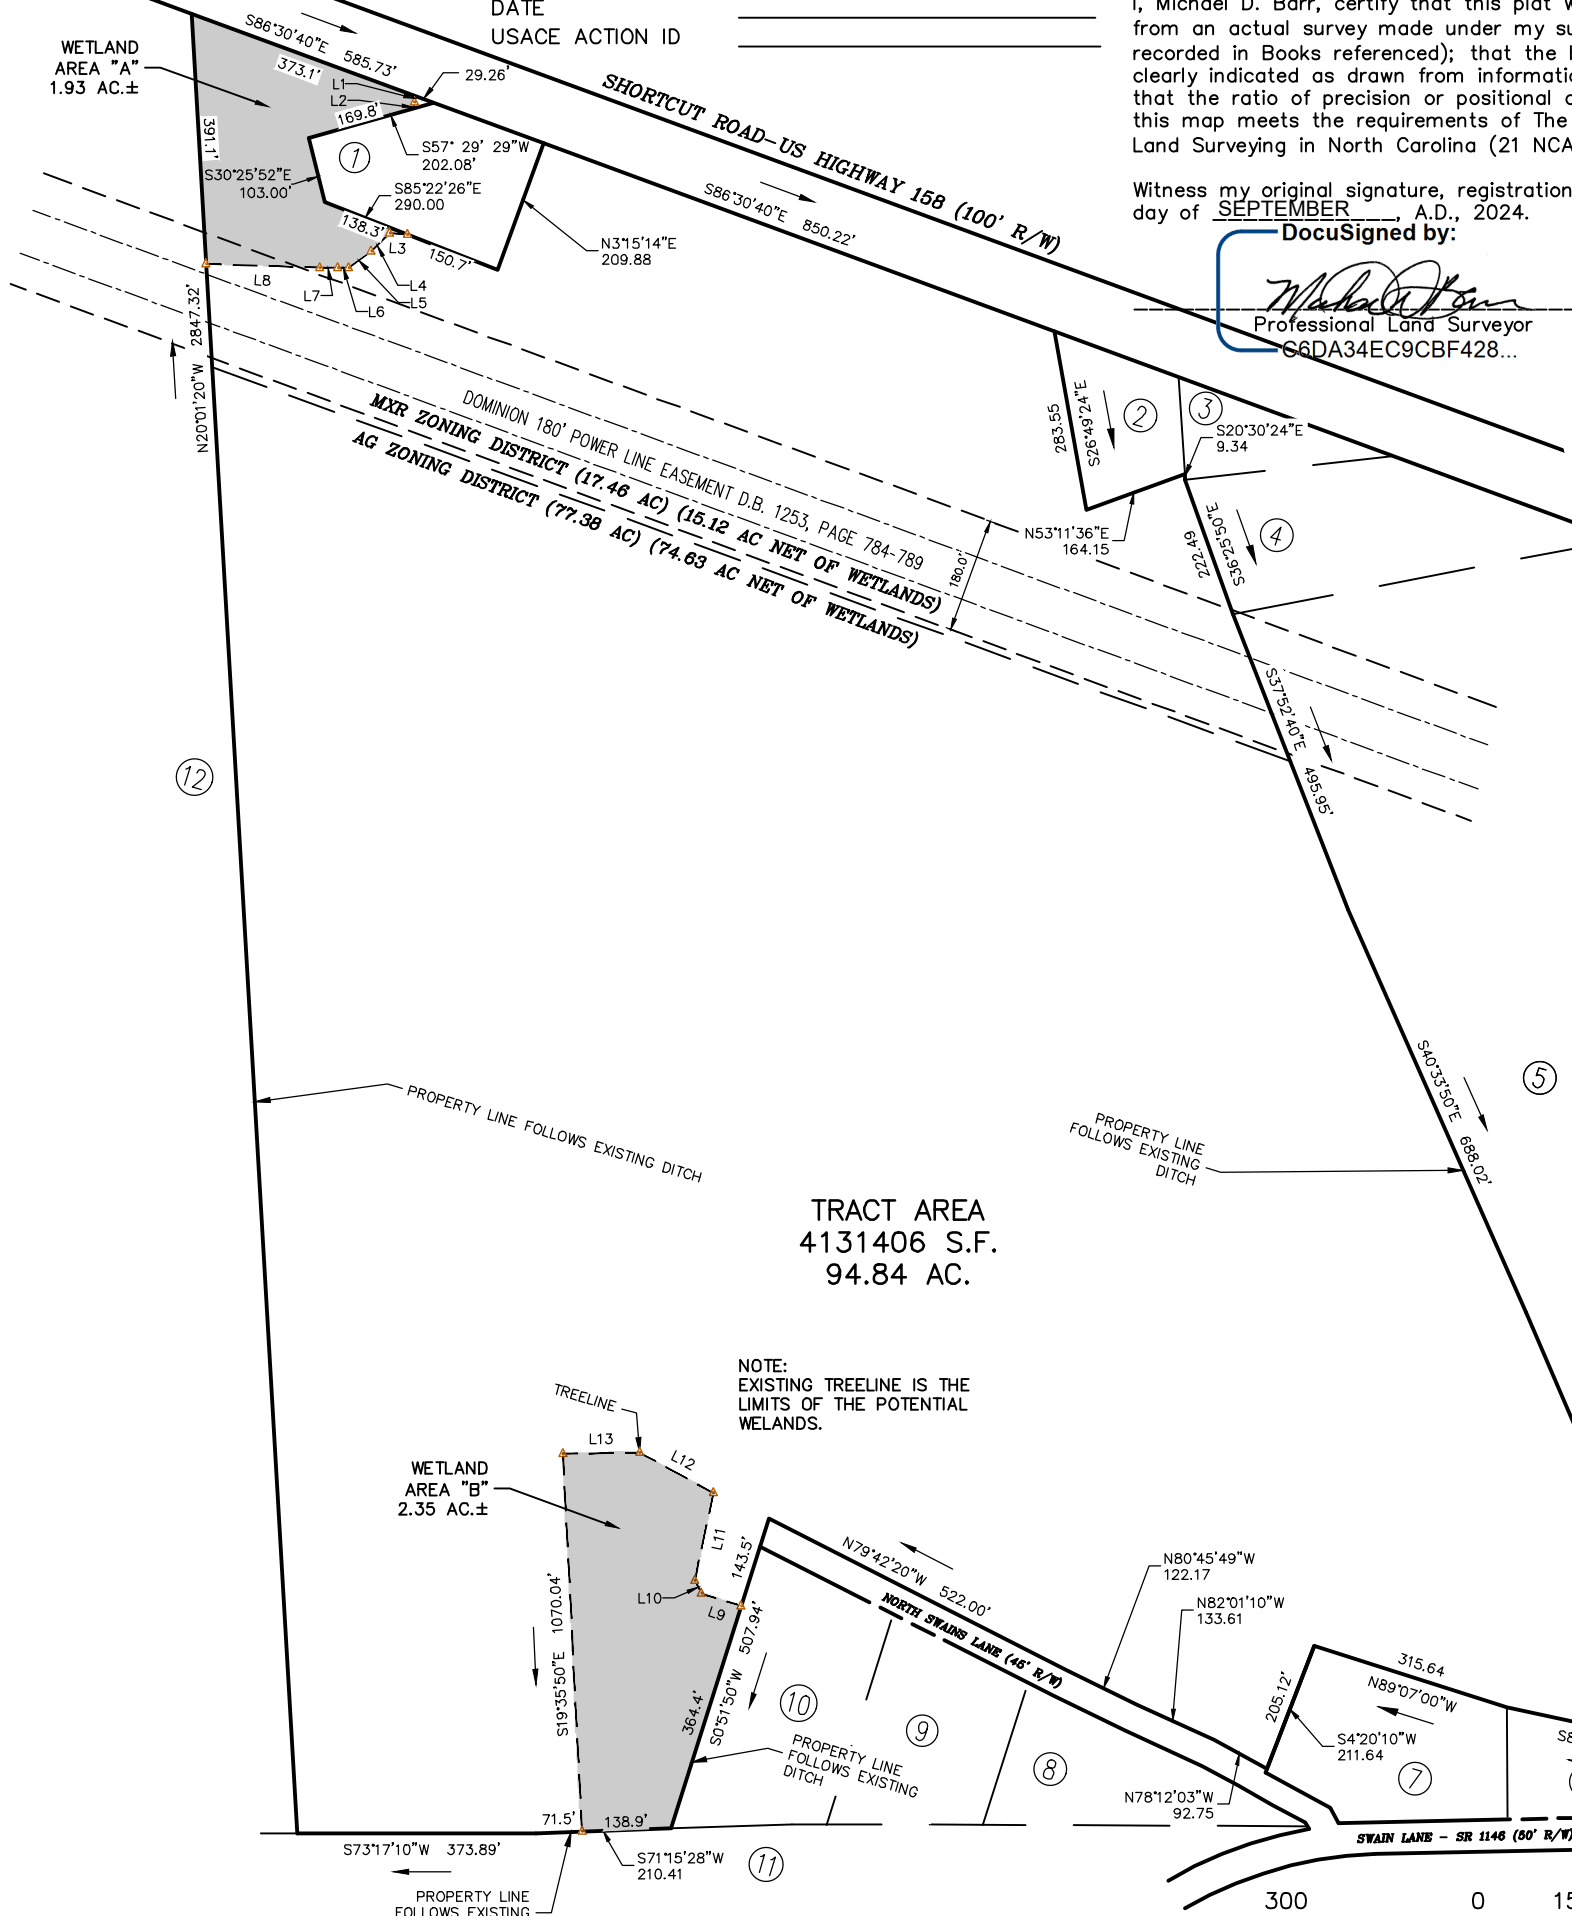 DATE
USACE ACTION ID
I, Michael D. Barr, certify that this plat
from an actual survey made under my
recorded in Books referenced); that the
clearly indicated as drawn from
that the ratio of precision or positional
this map meets the requirements of The
Land Surveying in North Carolina (21
Witness my original signature, registration
day of SEPTEMBER, A.D., 2024.
DocuSigned by:
Professional Land Surveyor
C6DA34EC9CBF428...
WETLAND
AREA "A"
1.93 AC.±
S86°30'40"E 585.73'
373.1'
29.26'
L1
L2
169.8'
391.1'
1
S57° 29' 29"W
202.08'
S30°25'52"E
103.00'
S85°22'26"E
290.00
138.3'
L3
150.7'
L4
L5
L6
L7
L8
N3°15'14"E
209.88
SHORTCUT ROAD-US HIGHWAY 158 (100' R/W)
S86°30'40"E 850.22'
N20°01'20"W 2847.32'
DOMINION 180' POWER LINE EASEMENT D.B. 1253, PAGE 784-789
MXR ZONING DISTRICT (17.46 AC) (15.12 AC NET OF WETLANDS)
AG ZONING DISTRICT (77.38 AC) (74.63 AC NET OF WETLANDS)
180.0'
283.55
S26°49'24"E
2
3
S20°30'24"E
9.34
N53°11'36"E
164.15
222.49
S36°25'50"E
4
S37°52'40"E 495.95'
12
5
S40°33'50"E 688.02'
PROPERTY LINE FOLLOWS EXISTING DITCH
PROPERTY LINE
FOLLOWS EXISTING
DITCH
TRACT AREA
4131406 S.F.
94.84 AC.
NOTE:
EXISTING TREELINE IS THE
LIMITS OF THE POTENTIAL
WELANDS.
TREELINE
L13
L12
WETLAND
AREA "B"
2.35 AC.±
L11
L10
L9
143.5'
S19°35'50"E 1070.04'
364.4'
S0°51'50"W 507.94'
N79°42'20"W 522.00'
NORTH SWAINS LANE (45' R/W)
N80°45'49"W
122.17
N82°01'10"W
133.61
10
9
8
PROPERTY LINE
FOLLOWS EXISTING
DITCH
315.64
N89°07'00"W
205.12'
S4°20'10"W
211.64
7
N78°12'03"W
92.75
SWAIN LANE - SR 1146 (50' R/W)
71.5'
138.9'
S73°17'10"W 373.89'
S71°15'28"W
210.41
11
PROPERTY LINE
FOLLOWS EXISTING
300 0